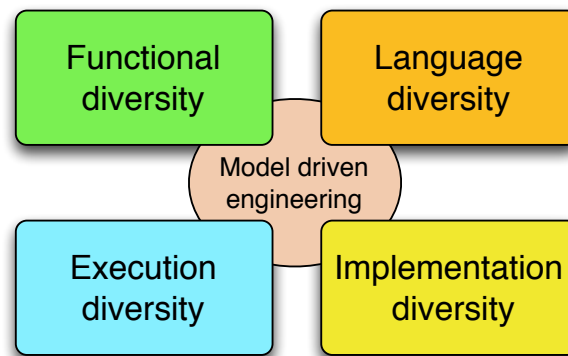 Functional
diversity
Language
diversity
Model driven
engineering
Execution
diversity
Implementation
diversity